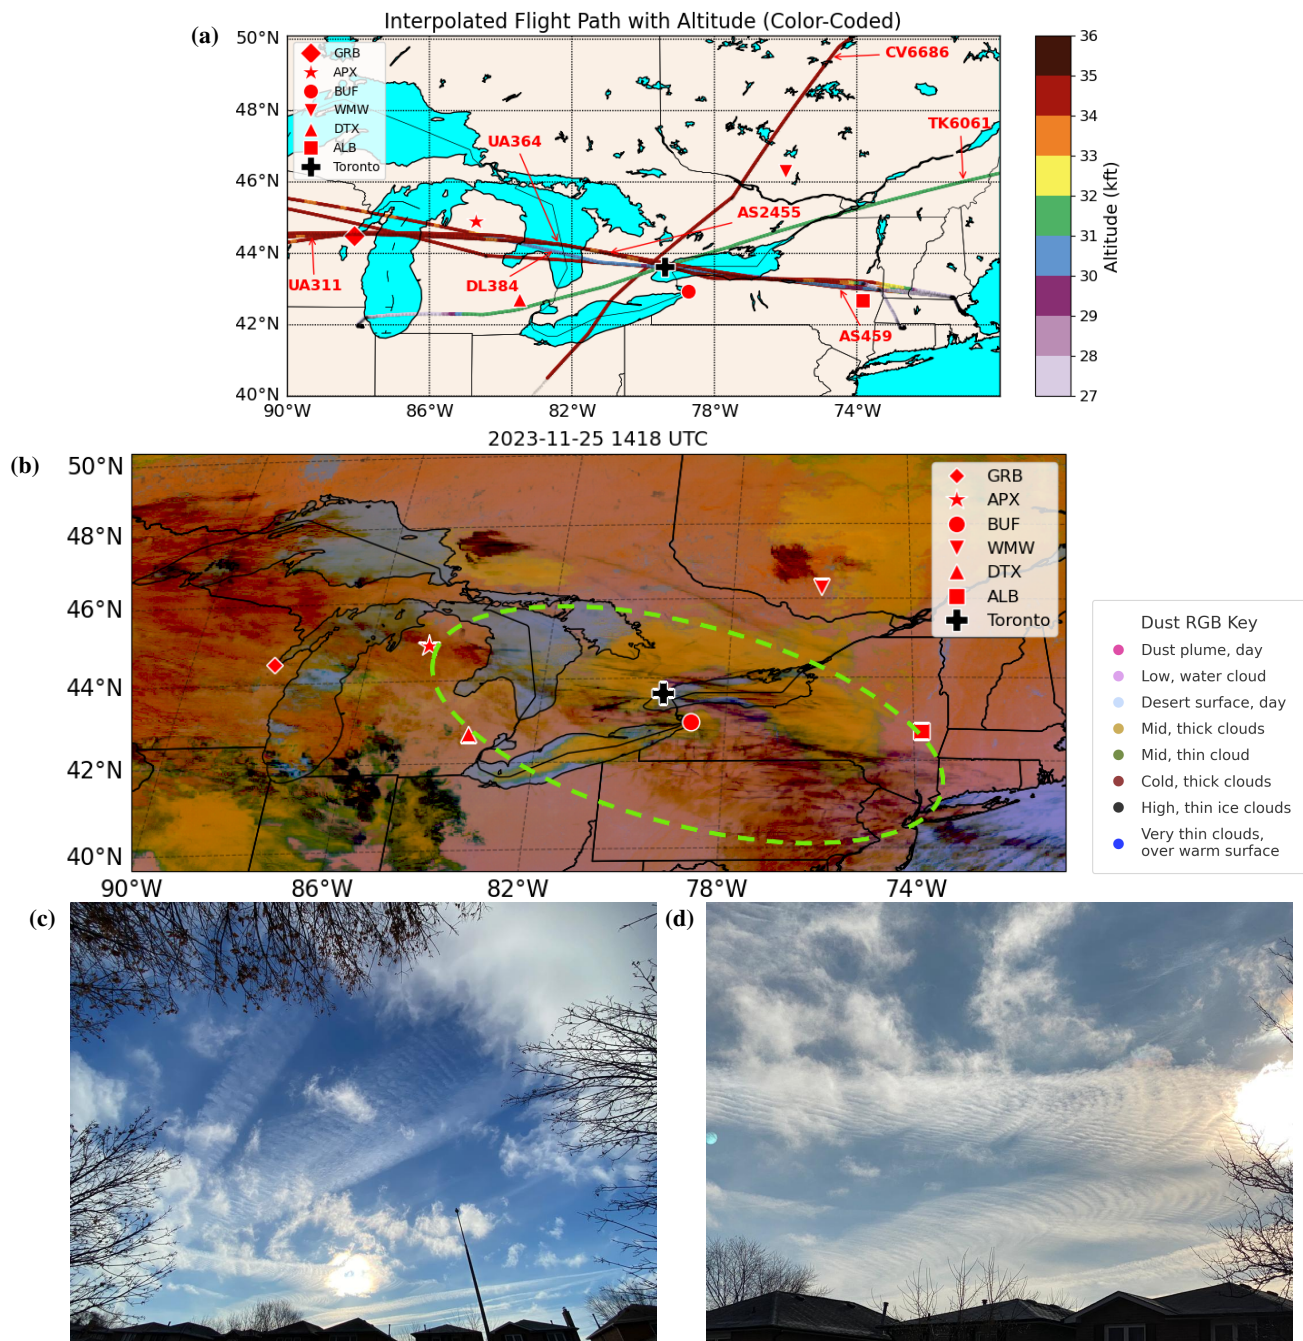 (a)
Interpolated Flight Path with Altitude (Color-Coded)
50°N
48°N
46°N
44°N
42°N
40°N
90°W
86°W
82°W
78°W
74°W
GRB
APX
BUF
WMW
DTX
ALB
Toronto
CV6686
TK6061
UA364
AS2455
UA311
DL384
AS459
36
35
34
33
32
31
30
29
28
27
Altitude (kft)
(b)
2023-11-25 1418 UTC
50°N
48°N
46°N
44°N
42°N
40°N
90°W
86°W
82°W
78°W
74°W
GRB
APX
BUF
WMW
DTX
ALB
Toronto
Dust RGB Key
Dust plume, day
Low, water cloud
Desert surface, day
Mid, thick clouds
Mid, thin cloud
Cold, thick clouds
High, thin ice clouds
Very thin clouds,
over warm surface
(c)
(d)